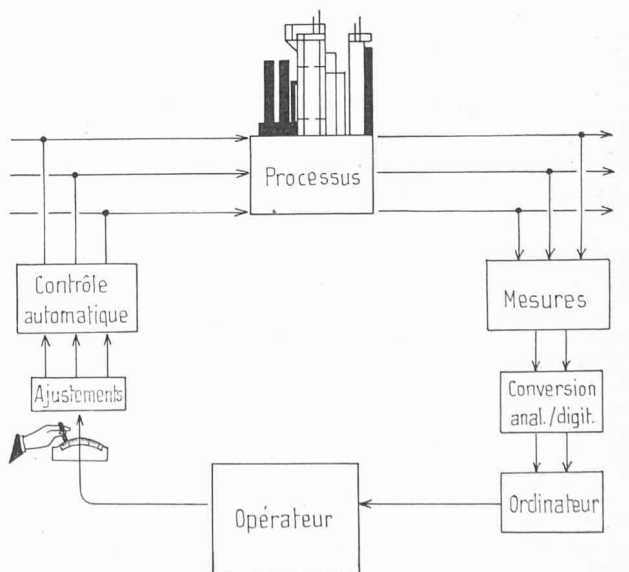 Processus
Contrôle
automatique
Mesures
Ajustements
Conversion
anal./digit.
Opérateur
Ordinateur